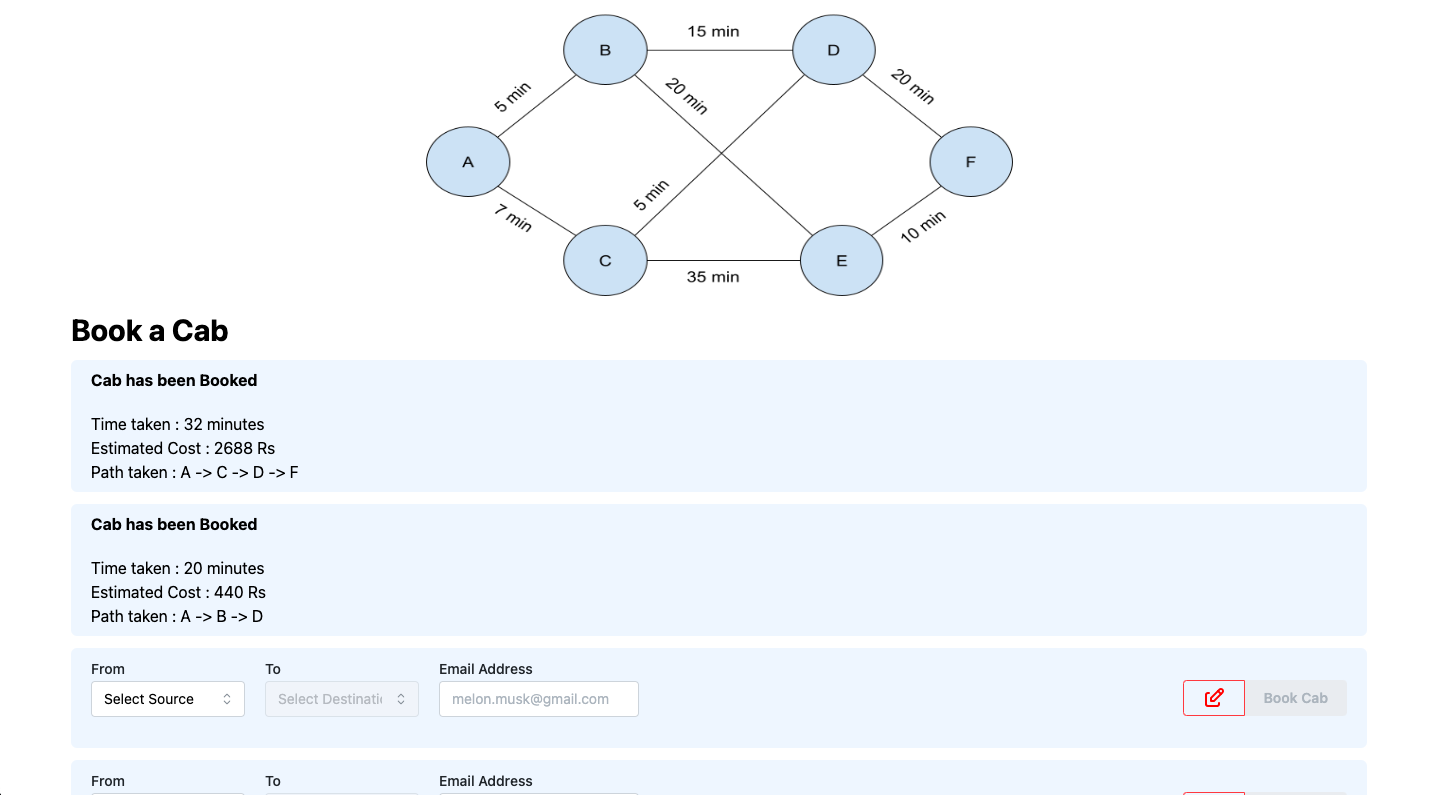 15 min
B
D
20 min
20 min
5 min
A
F
5 min
7 min
10 min
C
E
35 min
Book a Cab
Cab has been Booked
Time taken : 32 minutes
Estimated Cost : 2688 Rs
Path taken : A -> C -> D -> F
Cab has been Booked
Time taken : 20 minutes
Estimated Cost : 440 Rs
Path taken : A -> B -> D
From To Email Address
Select Source Select Destinati melon.musk@gmail.com Book Cab
From To Email Address